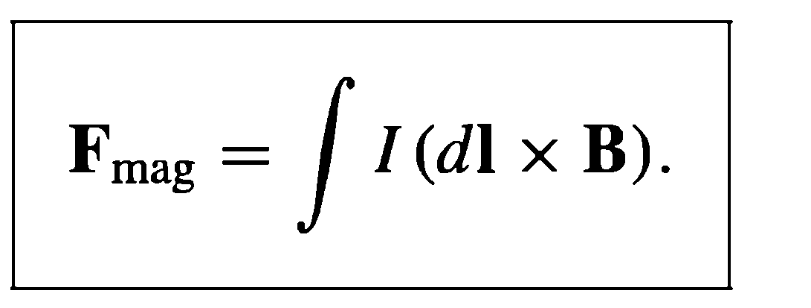 F_mag = ∫ I (dl × B).